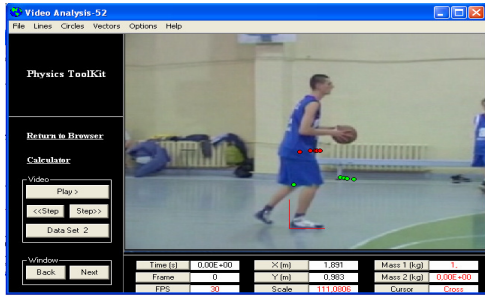 Video Analysis-52
File Lines Circles Vectors Options Help
Physics ToolKit
Return to Browser
Calculator
Video
Play >
<<Step Step>>
Data Set 2
Window
Back Next
Time (s) 0,00E+00 X (m) 1,891 Mass 1 (kg) 1,
Frame 0 Y (m) 0,983 Mass 2 (kg) 0,00E+00
FPS 30 Scale 111,0806 Cursor Cross